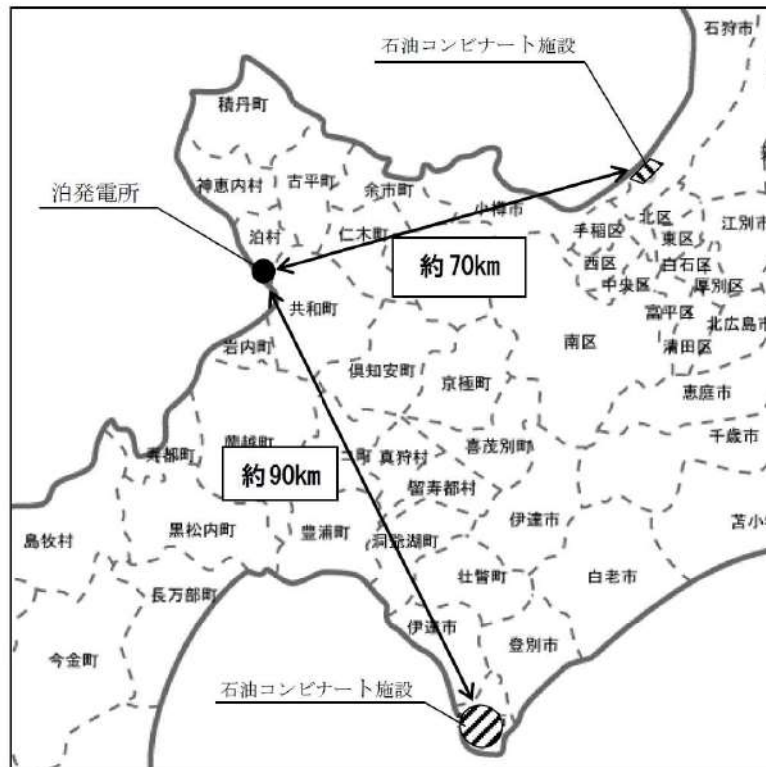 石狩市
石油コンビナート施設
積丹町
神恵内村
古平町
余市町
小樽市
泊発電所
泊村
仁木町
手稲区
北区
東区
江別市
西区
白石区
中央区
厚別区
約70km
共和町
富平区
北広島市
岩内町
南区
清田区
倶知安町
京極町
恵庭市
千歳市
寿都町
蘭越町
真狩村
喜茂別町
約90km
留寿都村
島牧村
黒松内町
豊浦町
洞爺湖町
伊達市
苫小
長万部町
壮瞥町
白老市
今金町
伊達市
登別市
石油コンビナート施設